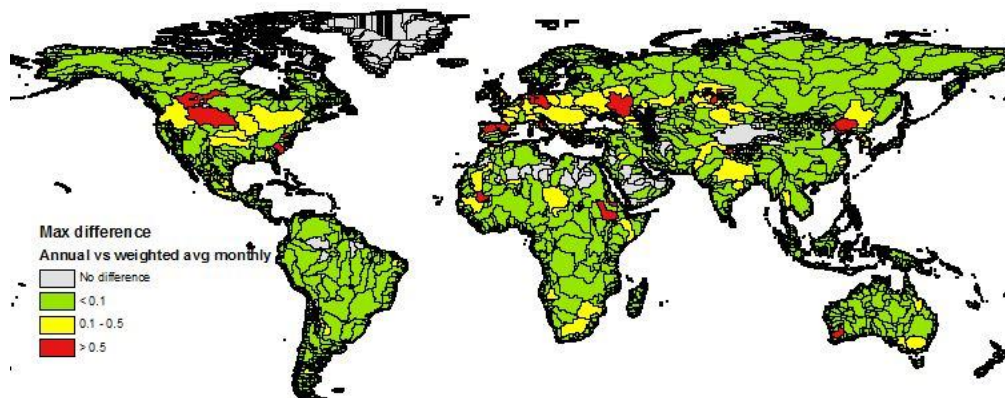 Max difference
Annual vs weighted avg monthly
No difference
< 0.1
0.1 - 0.5
> 0.5